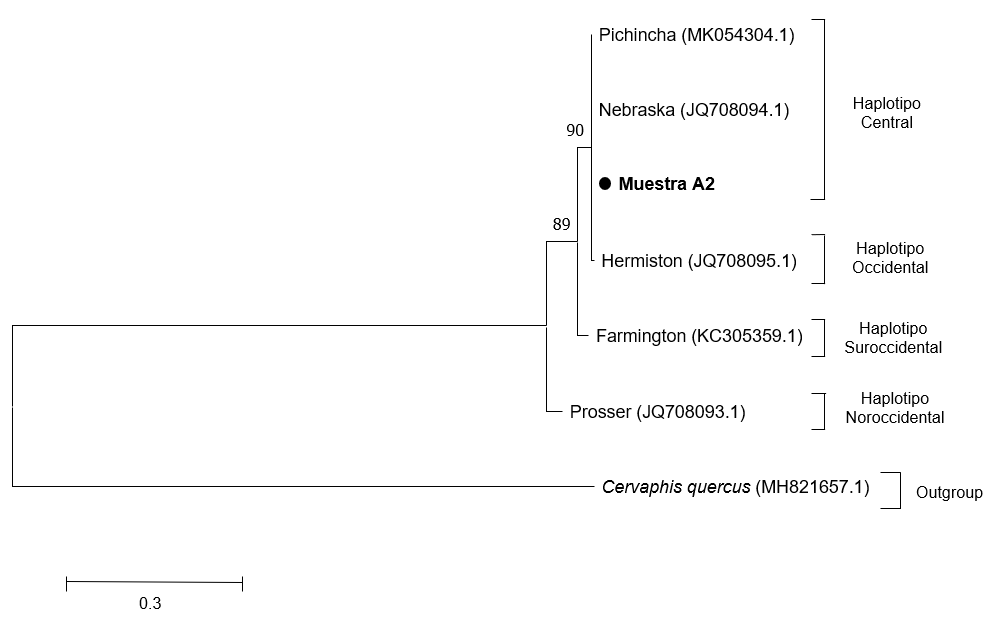 Pichincha (MK054304.1)
Nebraska (JQ708094.1)
Haplotipo
Central
90
Muestra A2
89
Hermiston (JQ708095.1)
Haplotipo
Occidental
Farmington (KC305359.1)
Haplotipo
Suroccidental
Prosser (JQ708093.1)
Haplotipo
Noroccidental
Cervaphis quercus (MH821657.1)
Outgroup
0.3